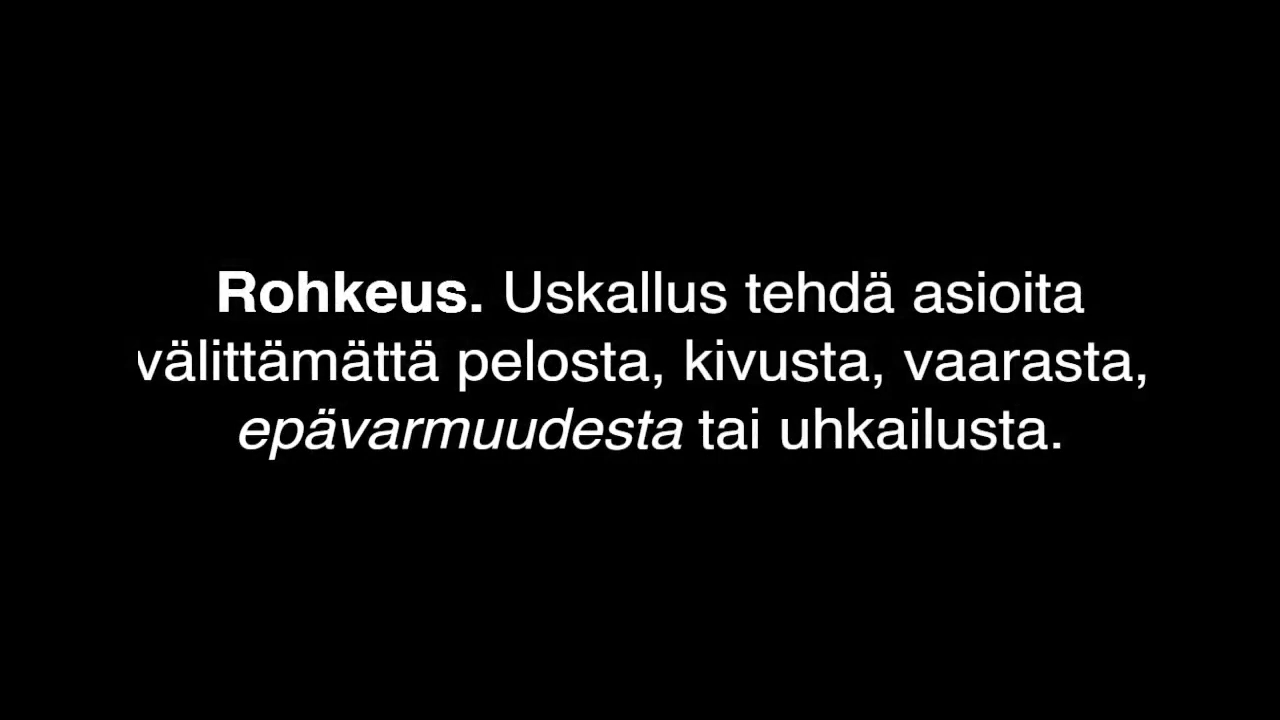 Rohkeus. Uskallus tehdä asioita
välittämättä pelosta, kivusta, vaarasta,
epävarmuudesta tai uhkailusta.